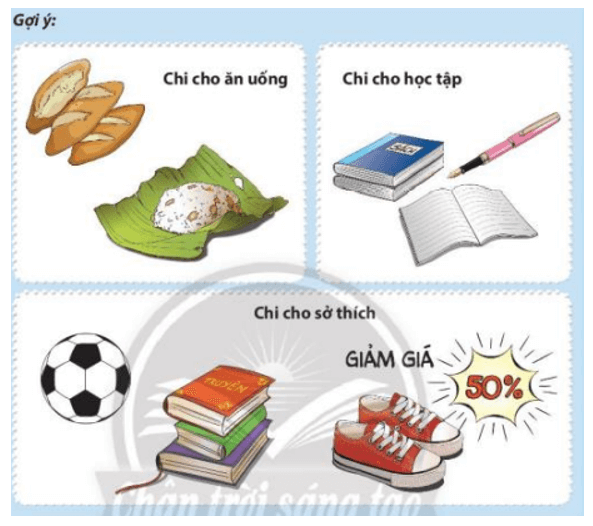 Gợi ý:
Chi cho ăn uống
Chi cho học tập
SÁCH
Chi cho sở thích
TRUYỆN
GIẢM GIÁ
50%
Chân trời sáng tạo